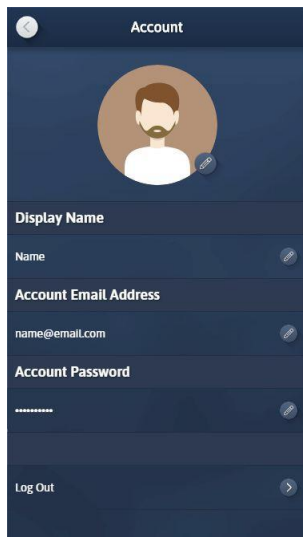 Account
Display Name
Name
Account Email Address
name@email.com
Account Password
••••••••••
Log Out